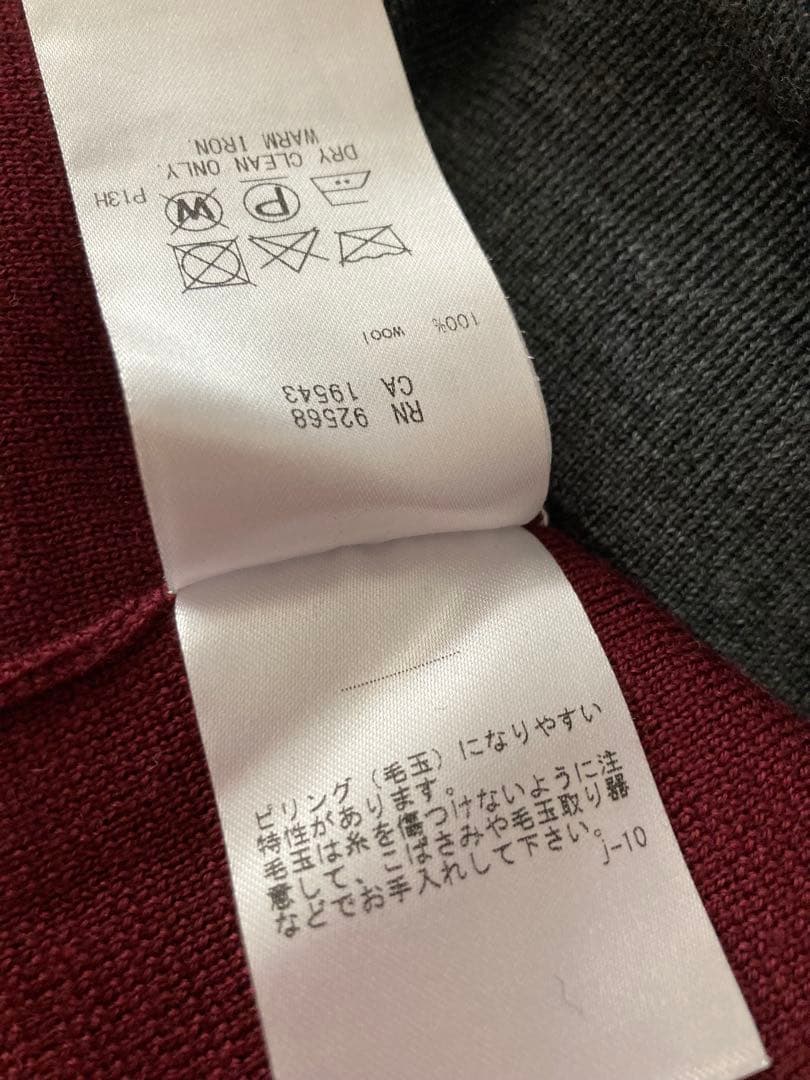 RN 92568
CA 19543
100% wool
P W P13H
DRY CLEAN ONLY.
WARM IRON.
ピリング(毛玉)になりやすい
特性があります。
毛玉は糸を傷つけないように注
意して、こばさみや毛玉取り器
などでお手入れして下さい。
J-10